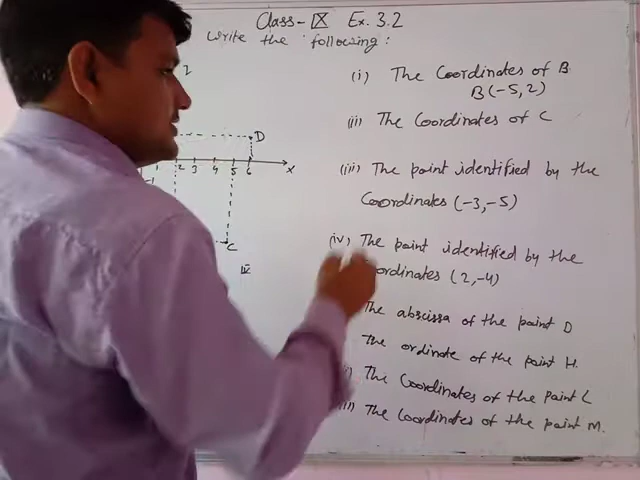 Class - IX Ex. 3.2
Write the following:
(i) The Coordinates of B
B(-5,2)
(ii) The Coordinates of C
(iii) The point identified by the
Coordinates (-3,-5)
(iv) The point identified by the
ordinates (2,-4)
The abscissa of the point D
The ordinate of the point H.
The Coordinates of the point L
The Coordinates of the point M.
D
2 3 4 5 6 X
-1
C
IV